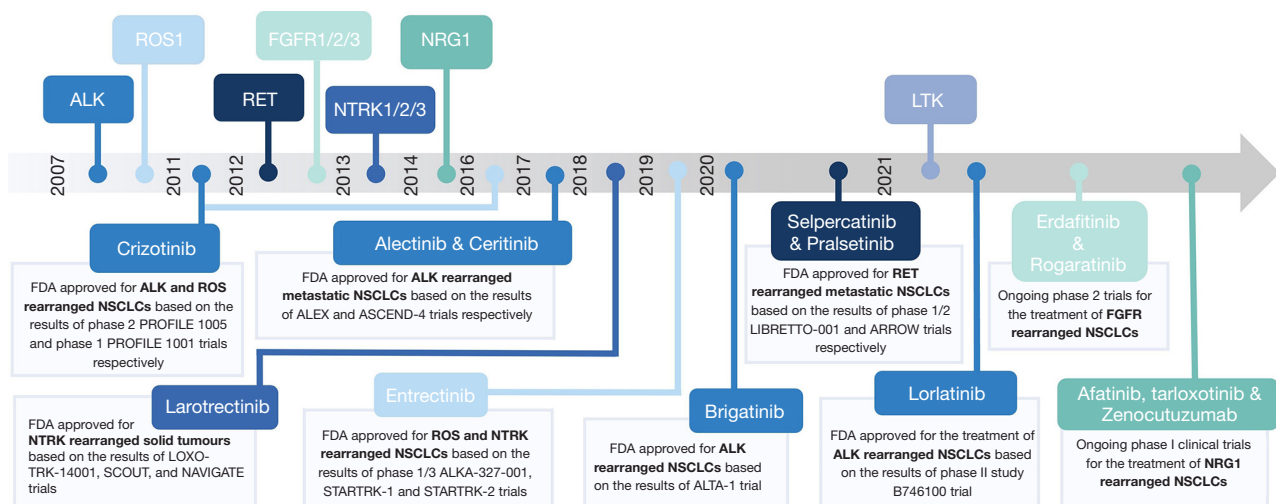 ROS1
FGFR1/2/3
NRG1
ALK
RET
NTRK1/2/3
LTK
2007
2011
2012
2013
2014
2016
2017
2018
2019
2020
2021
Crizotinib
FDA approved for ALK and ROS
rearranged NSCLCs based on the
results of phase 2 PROFILE 1005
and phase 1 PROFILE 1001 trials
respectively
Alectinib & Ceritinib
FDA approved for ALK rearranged
metastatic NSCLCs based on the results
of ALEX and ASCEND-4 trials respectively
Selpercatinib
& Pralsetinib
FDA approved for RET
rearranged metastatic NSCLCs
based on the results of phase 1/2
LIBRETTO-001 and ARROW trials
respectively
Erdafitinib
&
Rogaratinib
Ongoing phase 2 trials for
the treatment of FGFR
rearranged NSCLCs
Larotrectinib
FDA approved for
NTRK rearranged solid tumours
based on the results of LOXO-
TRK-14001, SCOUT, and NAVIGATE
trials
Entrectinib
FDA approved for ROS and NTRK
rearranged NSCLCs based on the
results of phase 1/3 ALKA-327-001,
STARTRK-1 and STARTRK-2 trials
Brigatinib
FDA approved for ALK
rearranged NSCLCs based
on the results of ALTA-1 trial
Lorlatinib
FDA approved for the treatment of
ALK rearranged NSCLCs based
on the results of phase II study
B746100 trial
Afatinib, tarloxotinib &
Zenocutuzumab
Ongoing phase I clinical trials
for the treatment of NRG1
rearranged NSCLCs